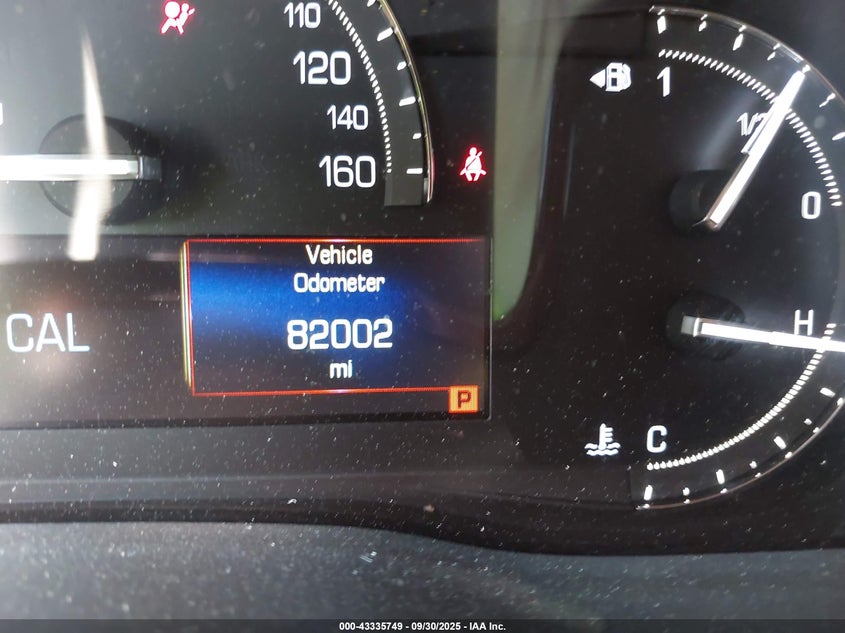 110
120
140
160
1
1/2
0
Vehicle
Odometer
82002
mi
CAL
P
H
C
000-43335749 - 09/30/2025 - IAA Inc.